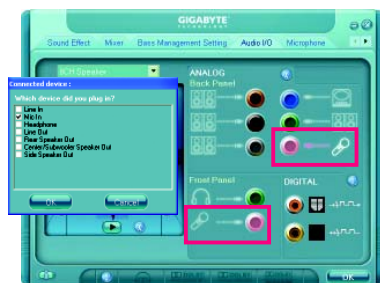 GIGABYTE
Sound Effect Mixer Bass Management Setting Audio I/O Microphone
ANALOG
Back Panel
Connected device :
Which device did you plug in?
Line In
Mic In
Headphone
Line Out
Rear Speaker Out
Center/Subwoofer Speaker Out
Side Speaker Out
OK
Cancel
Front Panel
DIGITAL
OK